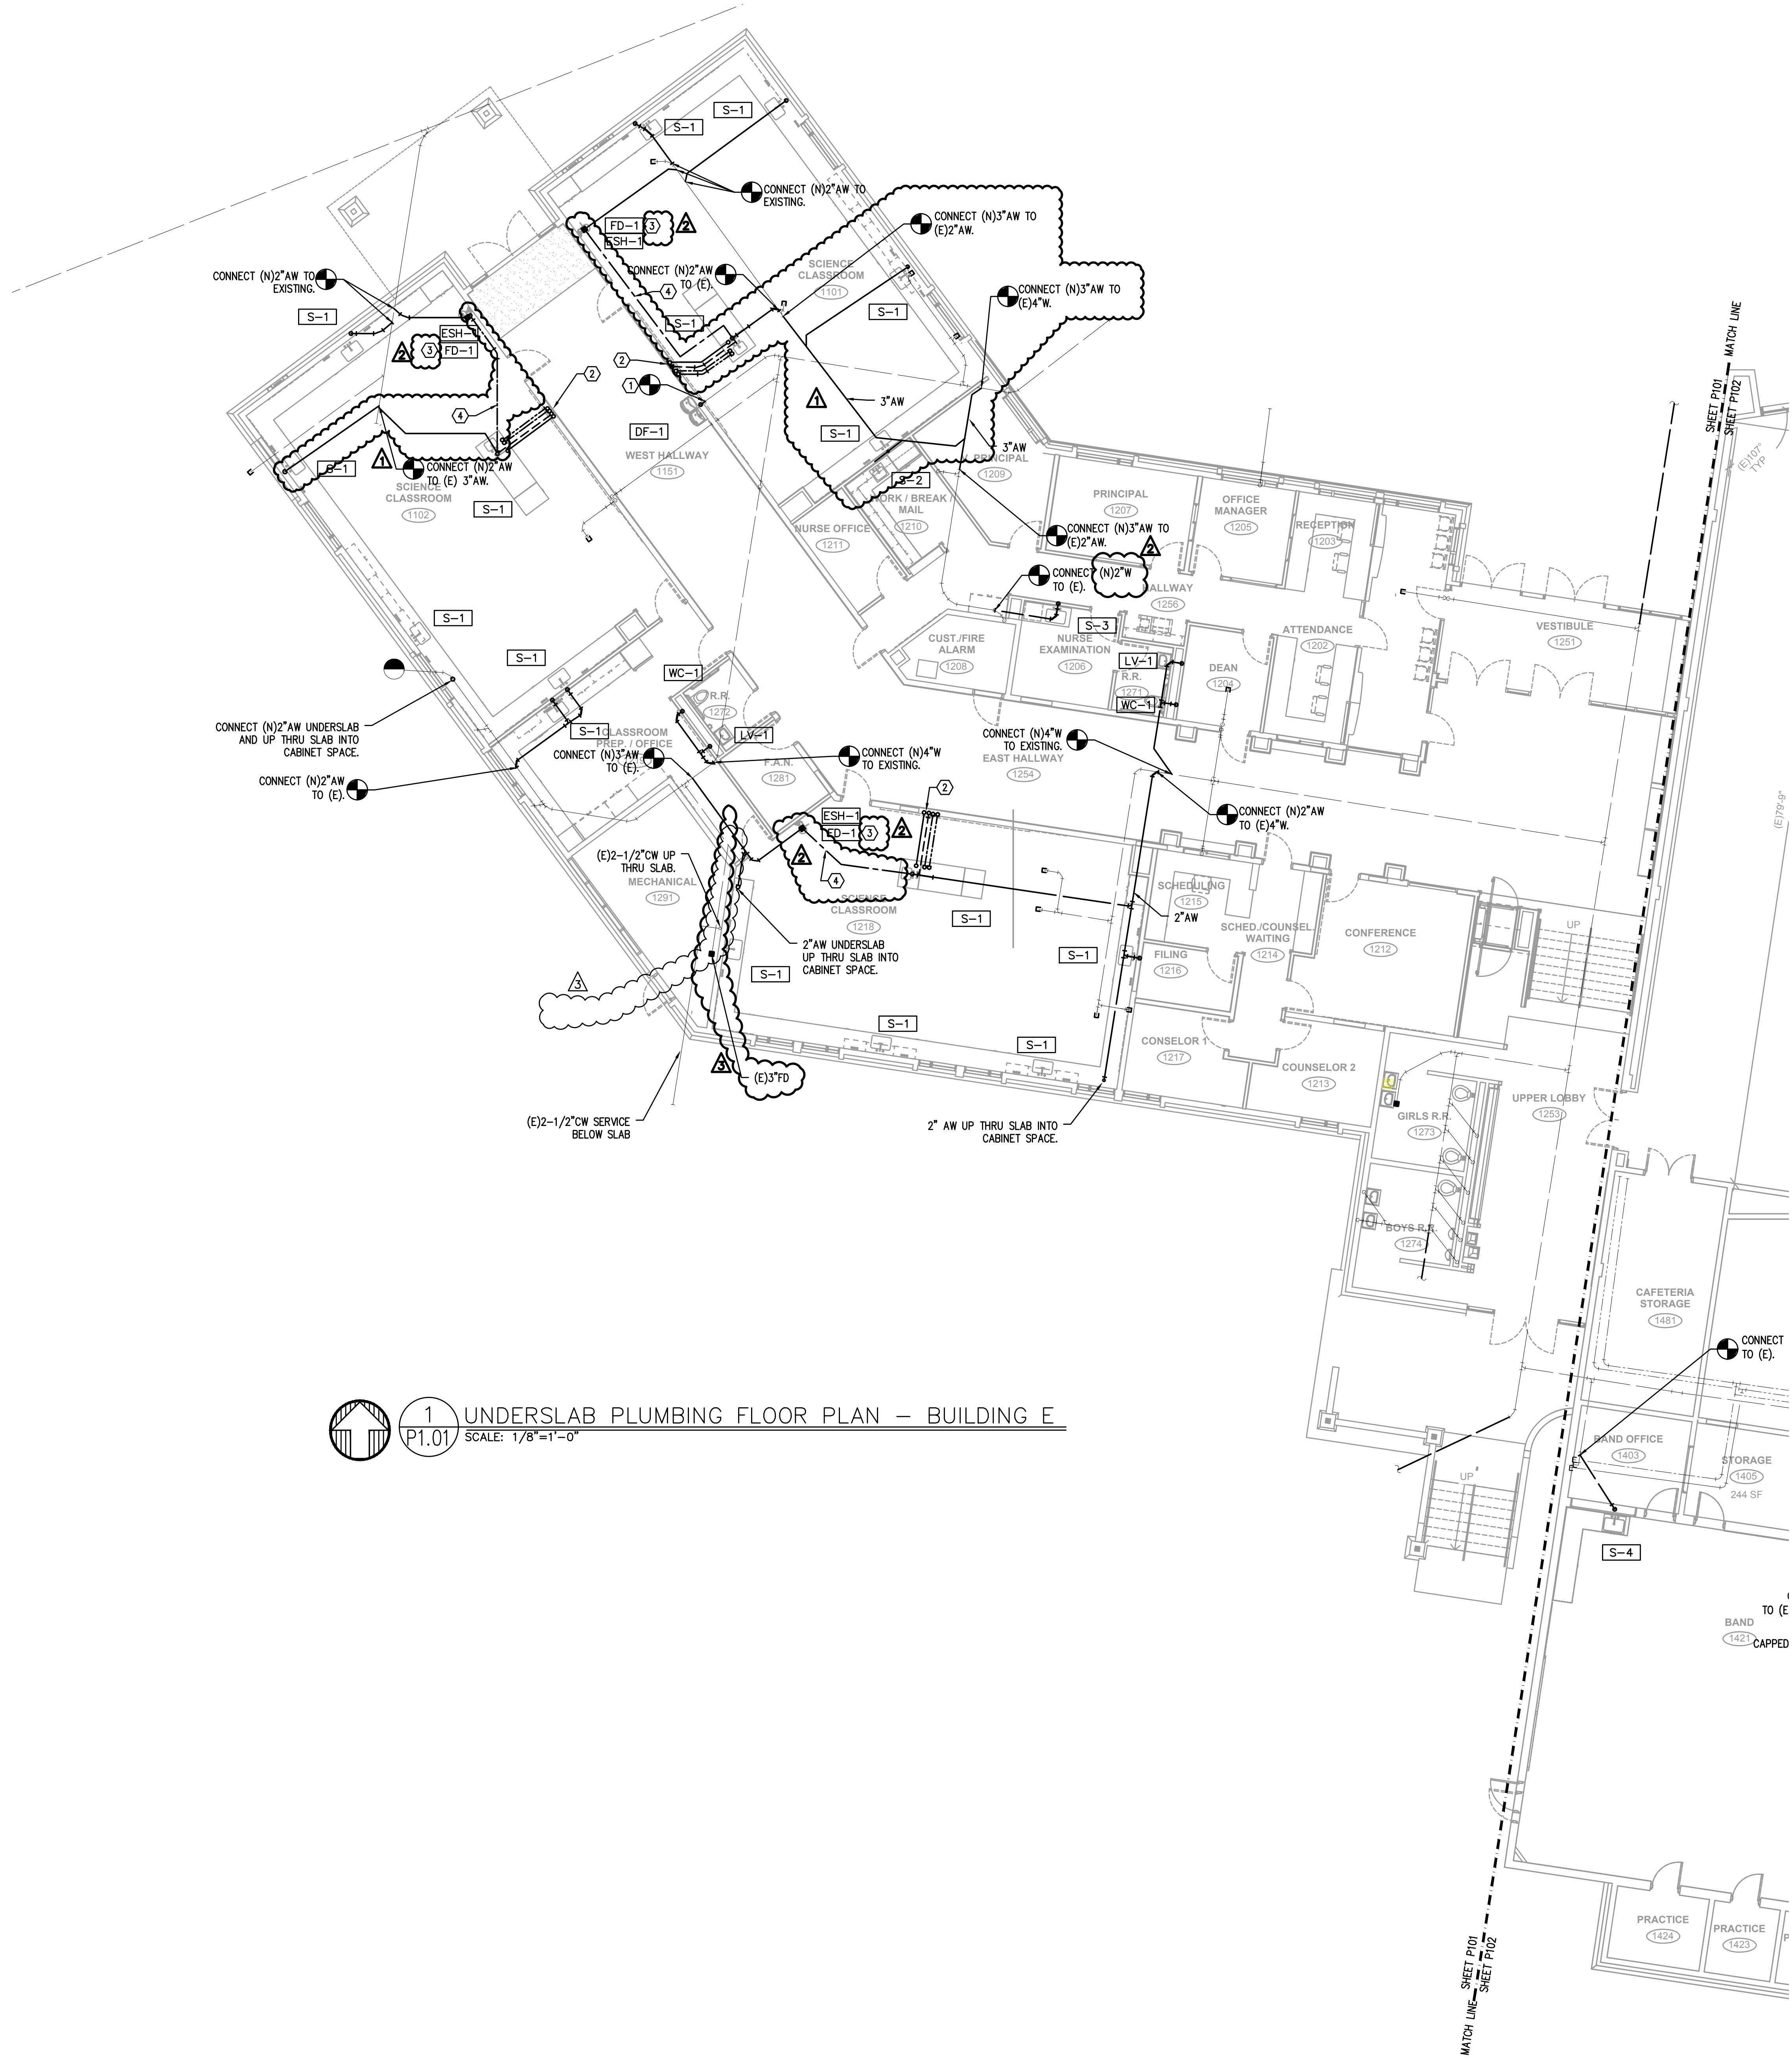 S-1
S-1
CONNECT (N)2"AW TO
EXISTING.
CONNECT (N)3"AW TO
(E)2"AW.
FD-1
3
2
ESH-1
CONNECT (N)2"AW
TO (E).
4
SCIENCE
CLASSROOM
1101
CONNECT (N)2"AW TO
EXISTING.
CONNECT (N)3"AW TO
(E)4"W.
S-1
S-1
S-1
ESH-1
3
FD-1
2
2
2
1
4
1
3"AW
DF-1
S-1
3"AW
WEST HALLWAY
1151
S-1
1
CONNECT (N)2"AW
TO (E) 3"AW.
SCIENCE
CLASSROOM
1102
S-1
PRINCIPAL
1209
S-2
WORK / BREAK /
MAIL
1210
PRINCIPAL
1207
OFFICE
MANAGER
1205
RECEPTION
1203
NURSE OFFICE
1211
CONNECT (N)3"AW TO
(E)2"AW.
2
CONNECT (N)2"W
TO (E).
HALLWAY
1256
MATCH LINE
SHEET P101
SHEET P102
(E)107"
TYP
S-1
S-3
CUST./FIRE
ALARM
1208
NURSE
EXAMINATION
1206
LV-1
R.R.
1271
WC-1
DEAN
1204
ATTENDANCE
1202
VESTIBULE
1251
S-1
WC-1
R.R.
1272
CONNECT (N)2"AW UNDERSLAB
AND UP THRU SLAB INTO
CABINET SPACE.
S-1
CLASSROOM
PREP. / OFFICE
LV-1
CONNECT (N)3"AW
TO (E).
CONNECT (N)4"W
TO EXISTING.
F.A.N.
1281
CONNECT (N)4"W
TO EXISTING.
EAST HALLWAY
1254
CONNECT (N)2"AW
TO (E).
2
CONNECT (N)2"AW
TO (E)4"W.
(E)79'-9"
ESH-1
FD-1
3
2
2
4
(E)2-1/2"CW UP
THRU SLAB.
MECHANICAL
1291
SCIENCE
CLASSROOM
1218
S-1
SCHEDULING
1215
2"AW
SCHED./COUNSEL.
WAITING
1214
CONFERENCE
1212
UP
2"AW UNDERSLAB
UP THRU SLAB INTO
CABINET SPACE.
S-1
S-1
FILING
1216
3
S-1
S-1
CONSELOR 1
1217
3
(E)3"FD
COUNSELOR 2
1213
GIRLS R.R.
1273
UPPER LOBBY
1253
(E)2-1/2"CW SERVICE
BELOW SLAB
2" AW UP THRU SLAB INTO
CABINET SPACE.
BOYS R.R.
1274
CAFETERIA
STORAGE
1481
CONNECT
TO (E).
1
P1.01
UNDERSLAB PLUMBING FLOOR PLAN - BUILDING E
SCALE: 1/8"=1'-0"
BAND OFFICE
1403
STORAGE
1405
244 SF
UP
S-4
TO (E
BAND
1421
CAPPED
PRACTICE
1424
PRACTICE
1423
P
MATCH LINE
SHEET P101
SHEET P102